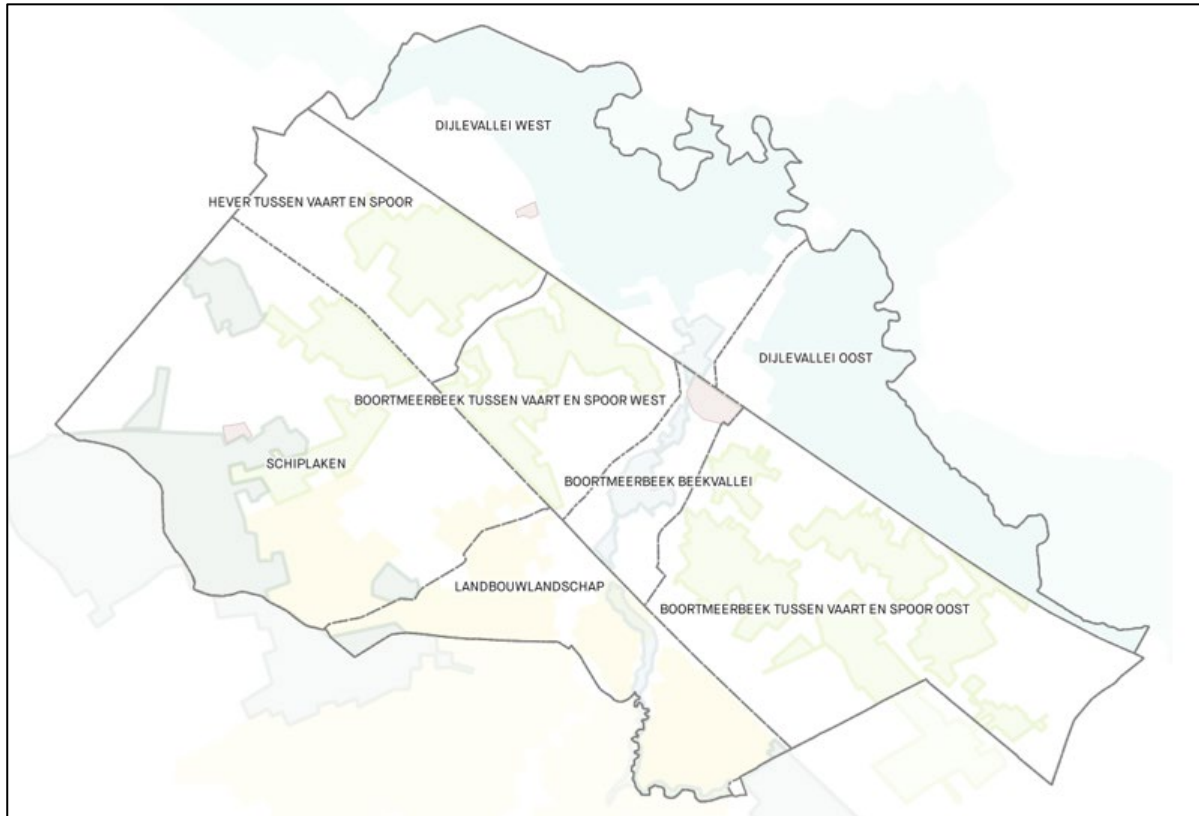 DIJLEVALLEI WEST
HEVER TUSSEN VAART EN SPOOR
DIJLEVALLEI OOST
BOORTMEERBEEK TUSSEN VAART EN SPOOR WEST
SCHIPLAKEN
BOORTMEERBEEK BEEKVALLEI
LANDBOUWLANDSCHAP
BOORTMEERBEEK TUSSEN VAART EN SPOOR OOST